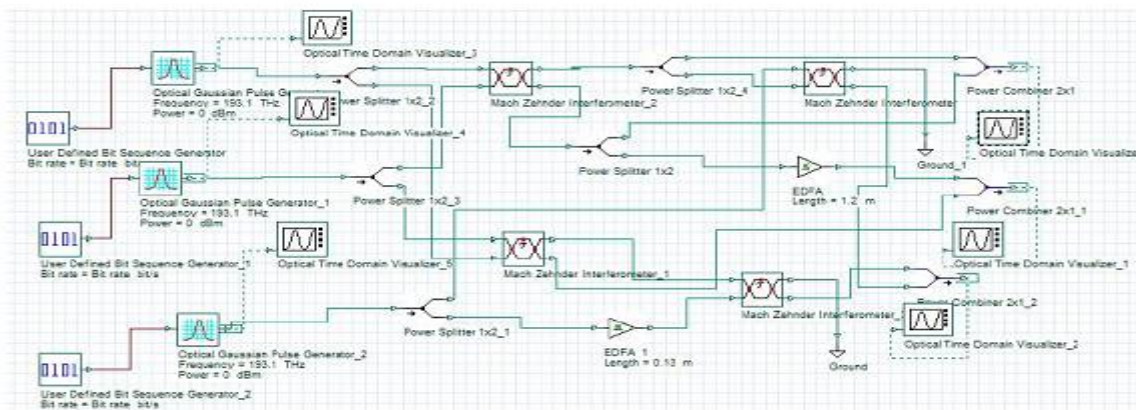 Optical Time Domain Visualizer_3
Optical Gaussian Pulse
Frequency = 193.1 THz
Power = 0 dBm
Power Splitter 1x2_2
Mach Zehnder Interferometer_2
Power Splitter 1x2_4
Mach Zehnder Interferometer
Power Combiner 2x1
0101
User Defined Bit Sequence Generator
Bit rate = Bit rate bit/
Optical Time Domain Visualizer_4
Power Splitter 1x2
Ground_1
Optical Time Domain Visualize
EDFA
Length = 1.2 m
Optical Gaussian Pulse Generator_1
Frequency = 193.1 THz
Power = 0 dBm
Power Splitter 1x2_3
Power Combiner 2x1_1
0101
User Defined Bit Sequence Generator_1
Bit rate = Bit rate bit/s
Optical Time Domain Visualizer_5
Mach Zehnder Interferometer_1
Optical Time Domain Visualizer_1
Power Splitter 1x2_1
Mach Zehnder Interferometer_
Combiner 2x1_2
Optical Gaussian Pulse Generator_2
Frequency = 193.1 THz
Power = 0 dBm
EDFA_1
Length = 0.13 m
Ground
Optical Time Domain Visualizer_2
0101
User Defined Bit Sequence Generator_2
Bit rate = Bit rate bit/s